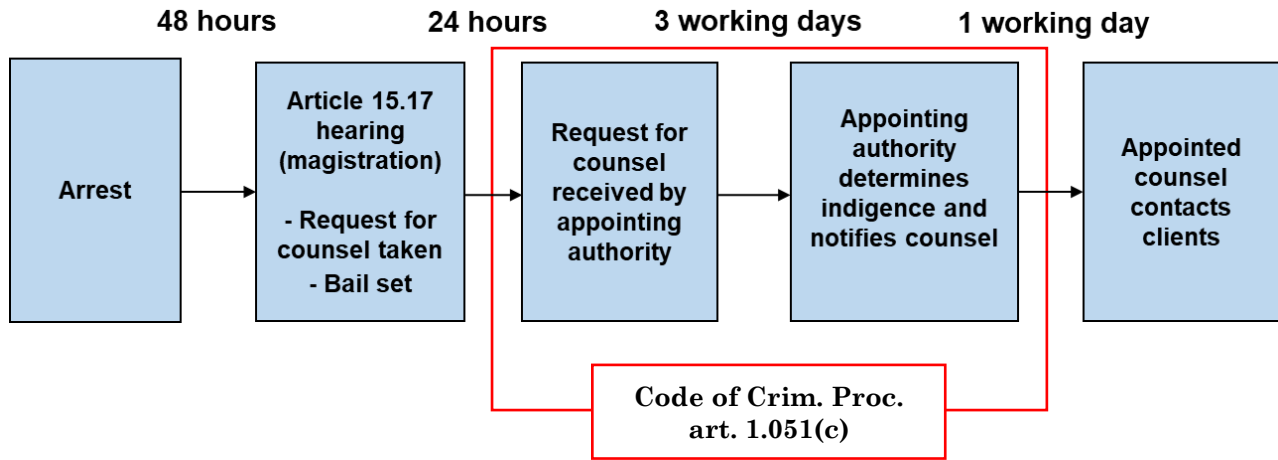 48 hours
24 hours
3 working days
1 working day
Arrest
Article 15.17
hearing
(magistration)
- Request for
counsel taken
- Bail set
Request for
counsel
received by
appointing
authority
Appointing
authority
determines
indigence and
notifies counsel
Appointed
counsel
contacts
clients
Code of Crim. Proc.
art. 1.051(c)